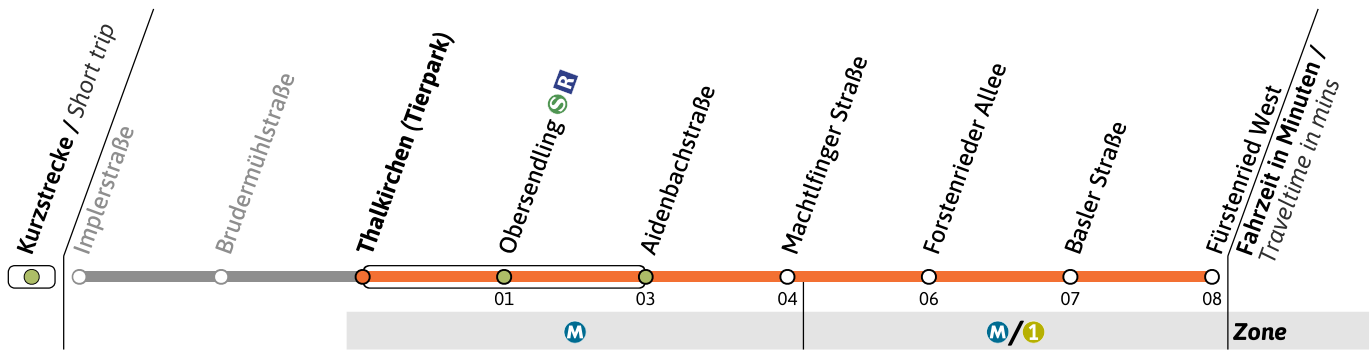 Kurzstrecke / Short trip
Implerstraße
Brudermühlstraße
Thalkirchen (Tierpark)
Obersendling S R
Aidenbachstraße
Machtlfinger Straße
Forstenrieder Allee
Basler Straße
Fürstenried West
Fahrzeit in Minuten /
Traveltime in mins
01 03 04 06 07 08
M M/1 Zone